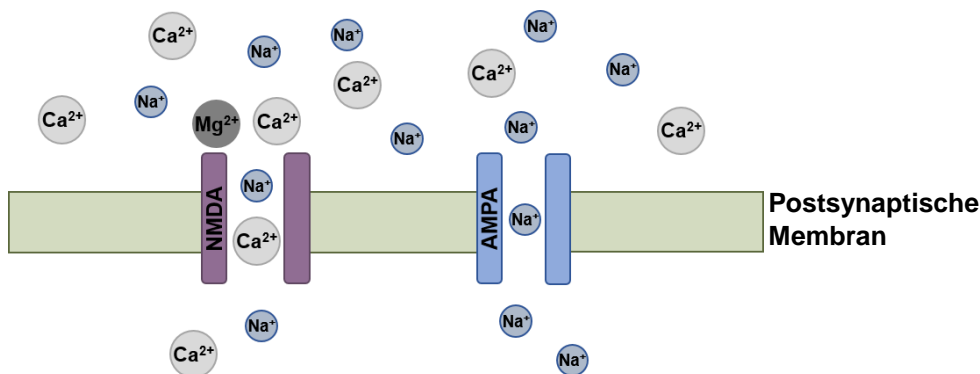 Ca²⁺
Na⁺
Na⁺
Na⁺
Ca²⁺
Ca²⁺
Na⁺
Ca²⁺
Na⁺
Ca²⁺
Mg²⁺
Ca²⁺
Na⁺
Na⁺
Ca²⁺
NMDA
Na⁺
Ca²⁺
AMPA
Na⁺
Postsynaptische
Membran
Na⁺
Ca²⁺
Na⁺
Na⁺